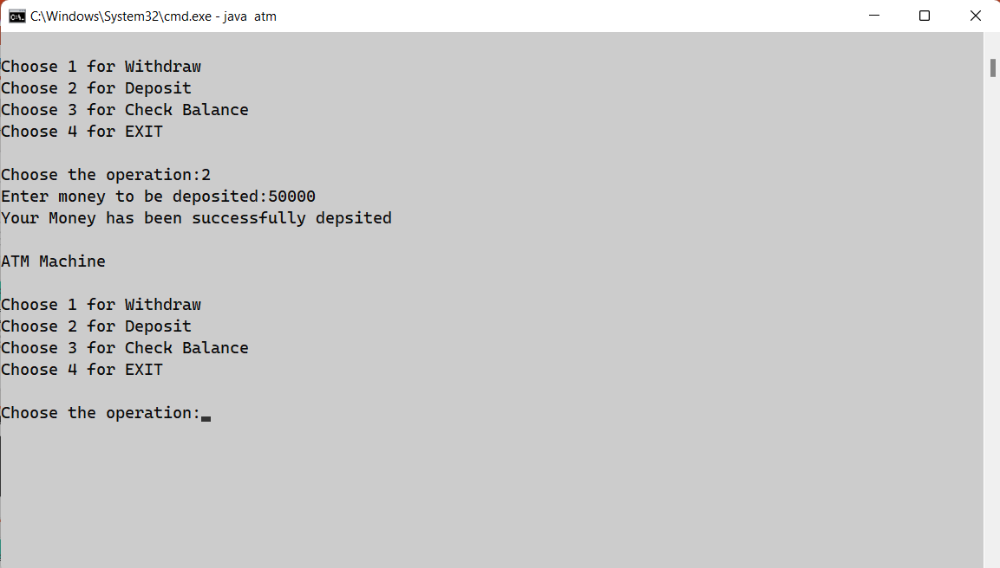 C:\Windows\System32\cmd.exe - java  atm
Choose 1 for Withdraw
Choose 2 for Deposit
Choose 3 for Check Balance
Choose 4 for EXIT
Choose the operation:2
Enter money to be deposited:50000
Your Money has been successfully depsited
ATM Machine
Choose 1 for Withdraw
Choose 2 for Deposit
Choose 3 for Check Balance
Choose 4 for EXIT
Choose the operation: